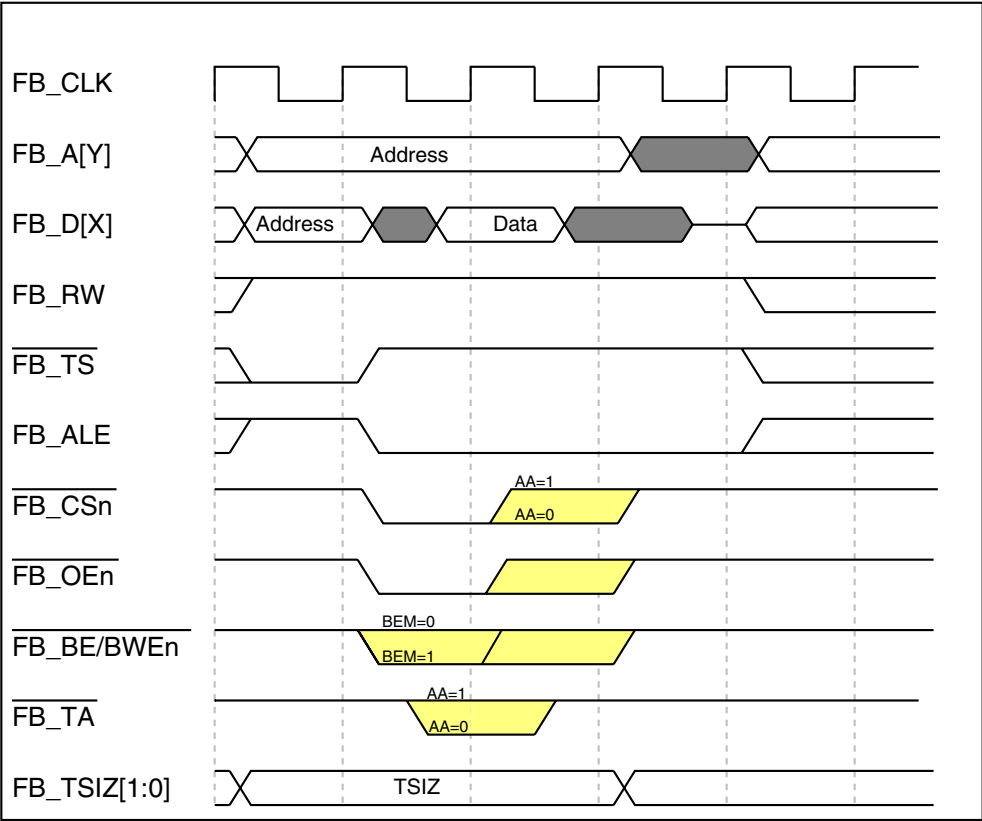 FB_CLK
FB_A[Y]
Address
FB_D[X]
Address
Data
FB_RW
FB_TS
FB_ALE
FB_CSn
AA=1
AA=0
FB_OEn
FB_BE/BWEn
BEM=0
BEM=1
FB_TA
AA=1
AA=0
FB_TSIZ[1:0]
TSIZ